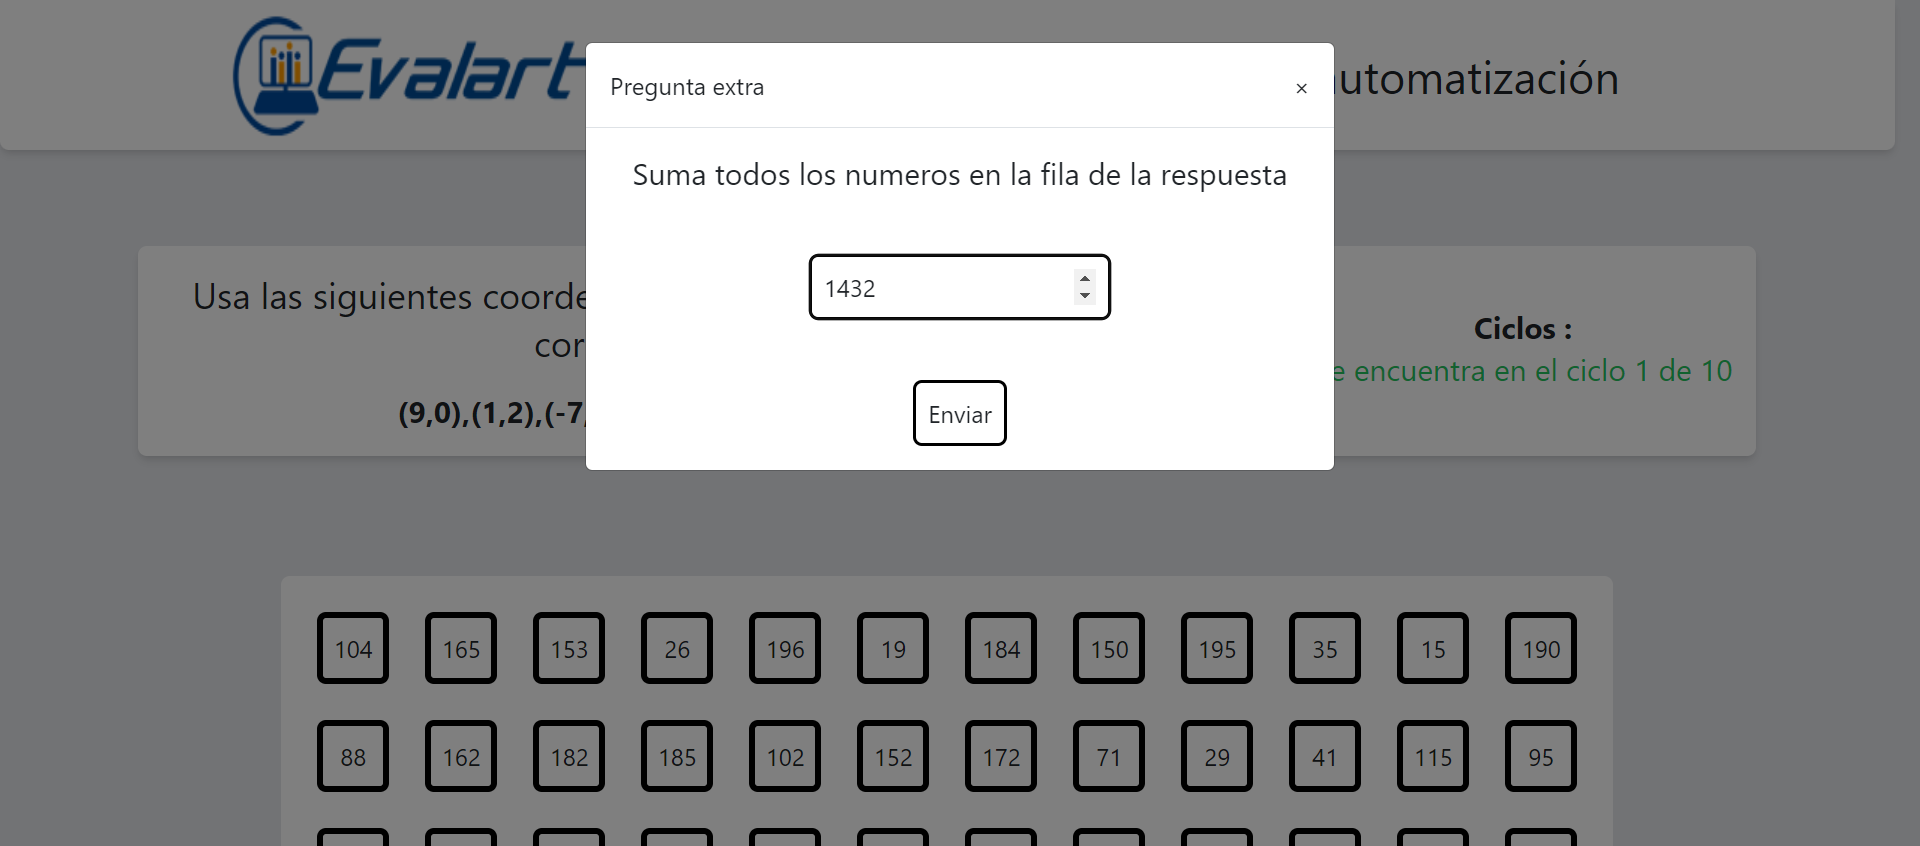 Evalart
utomatización
Pregunta extra
×
Suma todos los numeros en la fila de la respuesta
1432
Enviar
Usa las siguientes coorde
cor
(9,0),(1,2),(-7,
Ciclos :
e encuentra en el ciclo 1 de 10
104 165 153 26 196 19 184 150 195 35 15 190
88 162 182 185 102 152 172 71 29 41 115 95